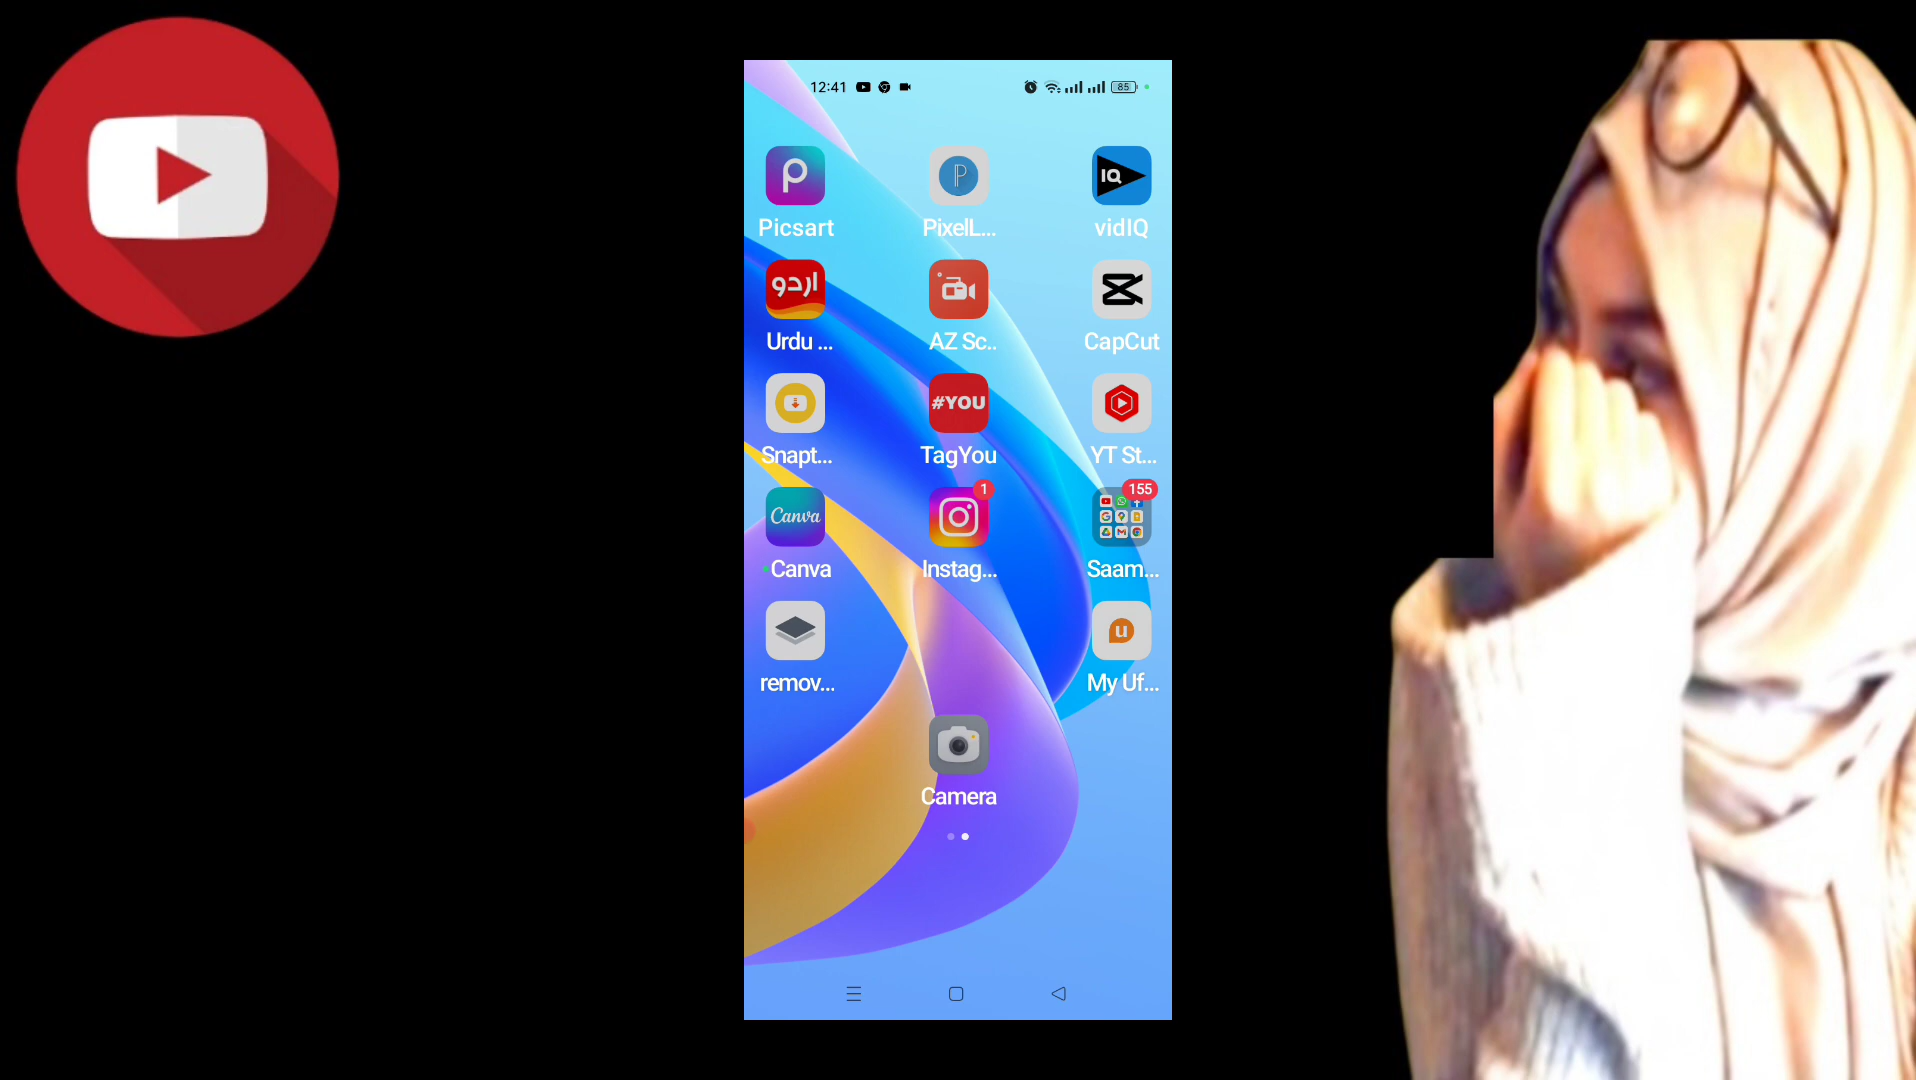 12:41
85
P
P
IQ
Picsart
PixelL...
vidIQ
اردو
Urdu ...
AZ Sc..
CapCut
#YOU
Snapt...
TagYou
YT St...
1
155
Canva
Canva
Instag...
Saam...
u
remov...
My Uf...
Camera